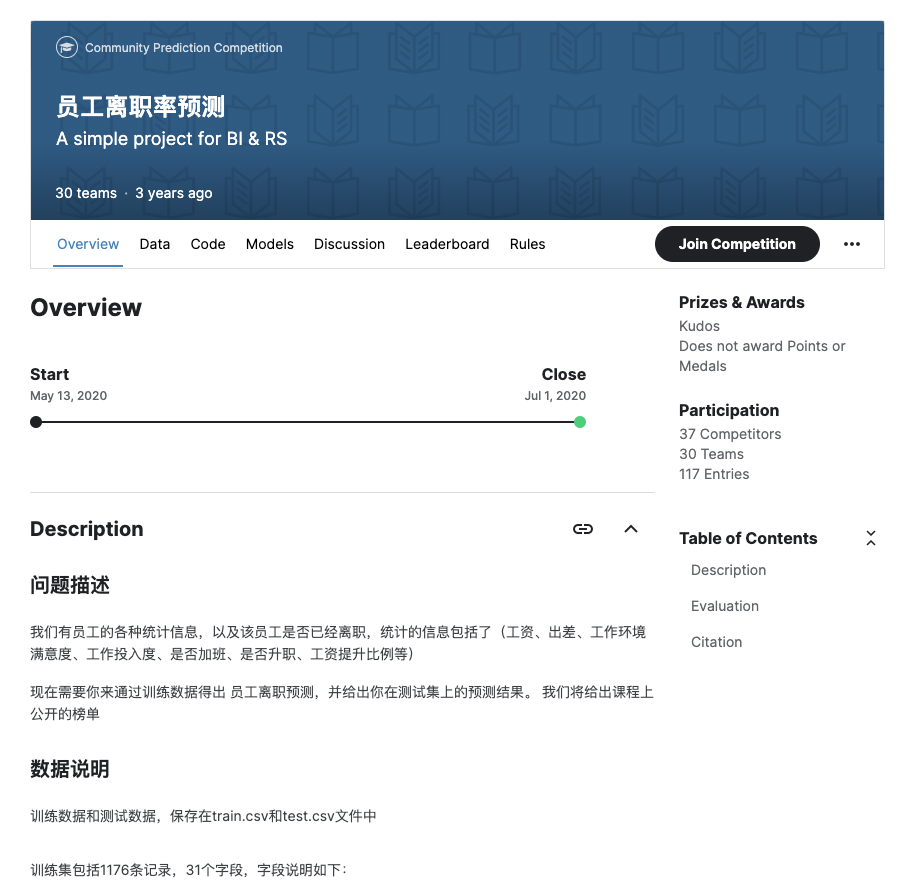 Community Prediction Competition
员工离职率预测
A simple project for BI & RS
30 teams · 3 years ago
Overview Data Code Models Discussion Leaderboard Rules Join Competition
Overview
Start Close
May 13, 2020 Jul 1, 2020
Description
问题描述
我们有员工的各种统计信息，以及该员工是否已经离职，统计的信息包括了（工资、出差、工作环境
满意度、工作投入度、是否加班、是否升职、工资提升比例等）
现在需要你来通过训练数据得出 员工离职预测，并给出你在测试集上的预测结果。 我们将给出课程上
公开的榜单
数据说明
训练数据和测试数据，保存在train.csv和test.csv文件中
训练集包括1176条记录，31个字段，字段说明如下：
Prizes & Awards
Kudos
Does not award Points or
Medals
Participation
37 Competitors
30 Teams
117 Entries
Table of Contents
Description
Evaluation
Citation